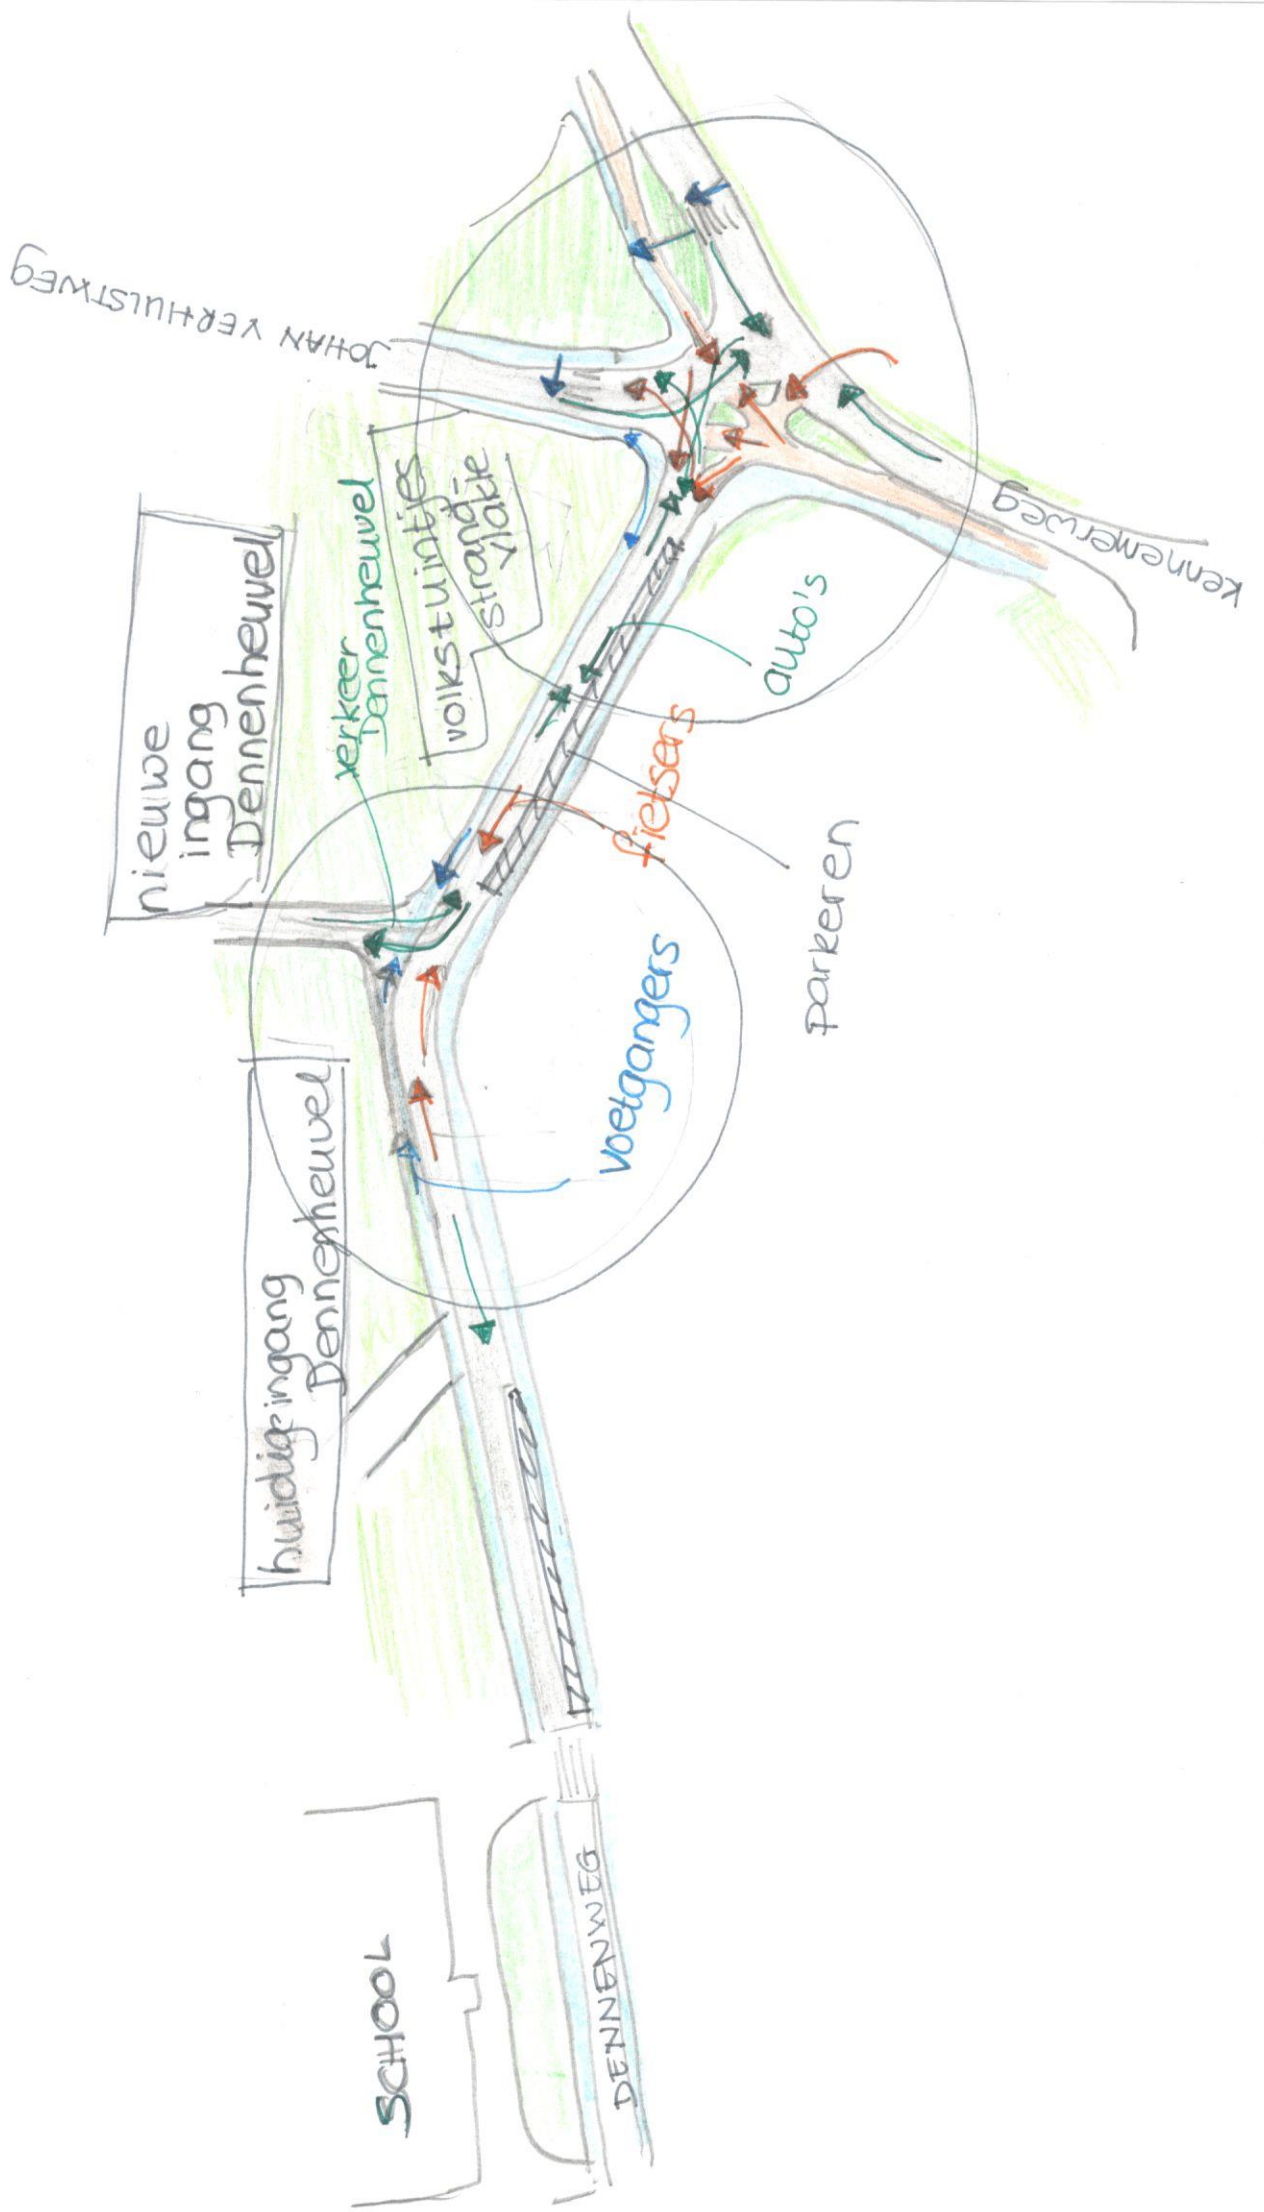 JOHAN VERHULSTWEG
Kennemerweg
nieuwe
ingang
Dennenheuvel
verkeer
Dennenheuvel
volkstuintjes
strand-
vlakte
auto's
fietsers
parkeren
voetgangers
huidige ingang
Dennenheuvel
SCHOOL
DENNENWEG